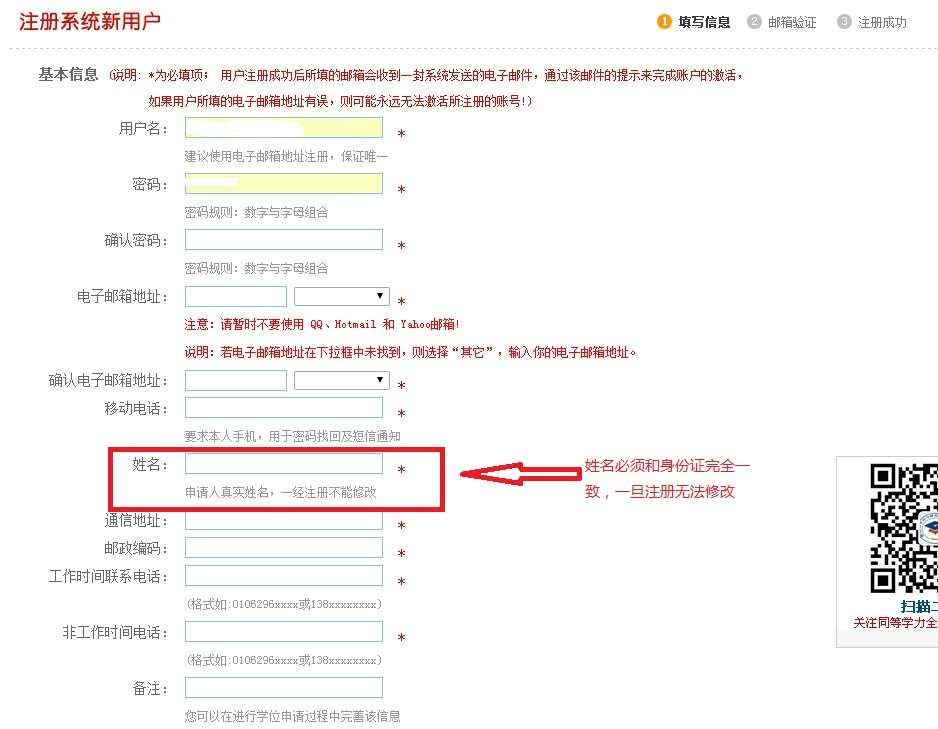 注册系统新用户
1 填写信息 2 邮箱验证 3 注册成功
基本信息 (说明: *为必填项; 用户注册成功后所填的邮箱会收到一封系统发送的电子邮件，通过该邮件的提示来完成账户的激活，
如果用户所填的电子邮箱地址有误，则可能永远无法激活所注册的账号!)
用户名: *
建议使用电子邮箱地址注册，保证唯一
密码: *
密码规则: 数字与字母组合
确认密码: *
密码规则: 数字与字母组合
电子邮箱地址: *
注意: 请暂时不要使用 QQ、Hotmail 和 Yahoo邮箱!
说明: 若电子邮箱地址在下拉框中未找到，则选择“其它”，输入你的电子邮箱地址。
确认电子邮箱地址: *
移动电话: *
要求本人手机，用于密码找回及短信通知
姓名: *
申请人真实姓名，一经注册不能修改
姓名必须和身份证完全一
致，一旦注册无法修改
通信地址: *
邮政编码: *
工作时间联系电话: *
(格式如:0106296xxxx或138xxxxxxxx)
非工作时间电话: *
(格式如:0106296xxxx或138xxxxxxxx)
备注:
您可以在进行学位申请过程中完善该信息
扫描二
关注同等学力全